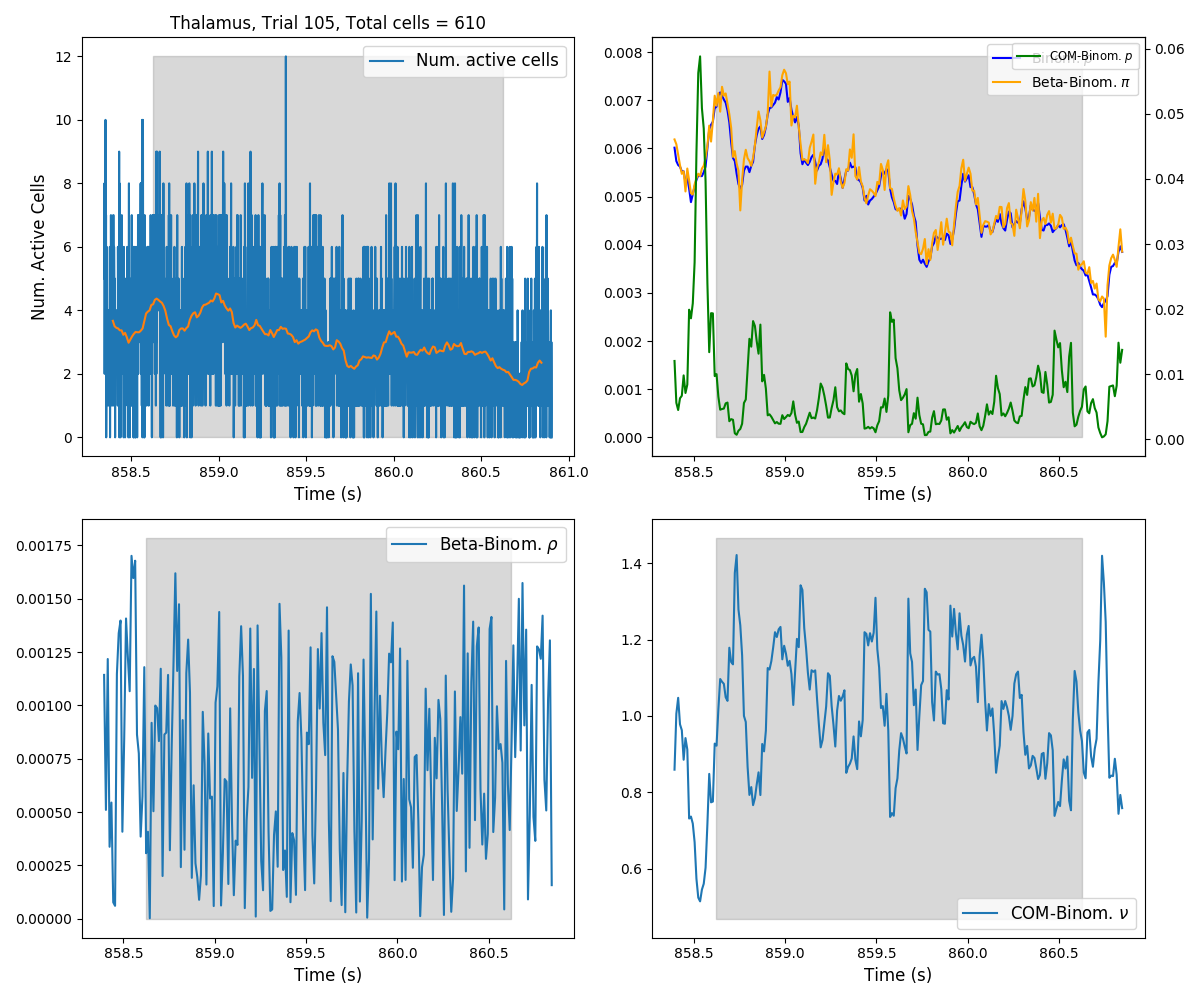 Thalamus, Trial 105, Total cells = 610
Num. active cells
Num. Active Cells
12
10
8
6
4
2
0
858.5 859.0 859.5 860.0 860.5 861.0
Time (s)
COM-Binom. p
Beta-Binom. π
0.008
0.007
0.006
0.005
0.004
0.003
0.002
0.001
0.000
0.06
0.05
0.04
0.03
0.02
0.01
0.00
858.5 859.0 859.5 860.0 860.5
Time (s)
Beta-Binom. ρ
0.00175
0.00150
0.00125
0.00100
0.00075
0.00050
0.00025
0.00000
858.5 859.0 859.5 860.0 860.5
Time (s)
1.4
1.2
1.0
0.8
0.6
COM-Binom. ν
858.5 859.0 859.5 860.0 860.5
Time (s)